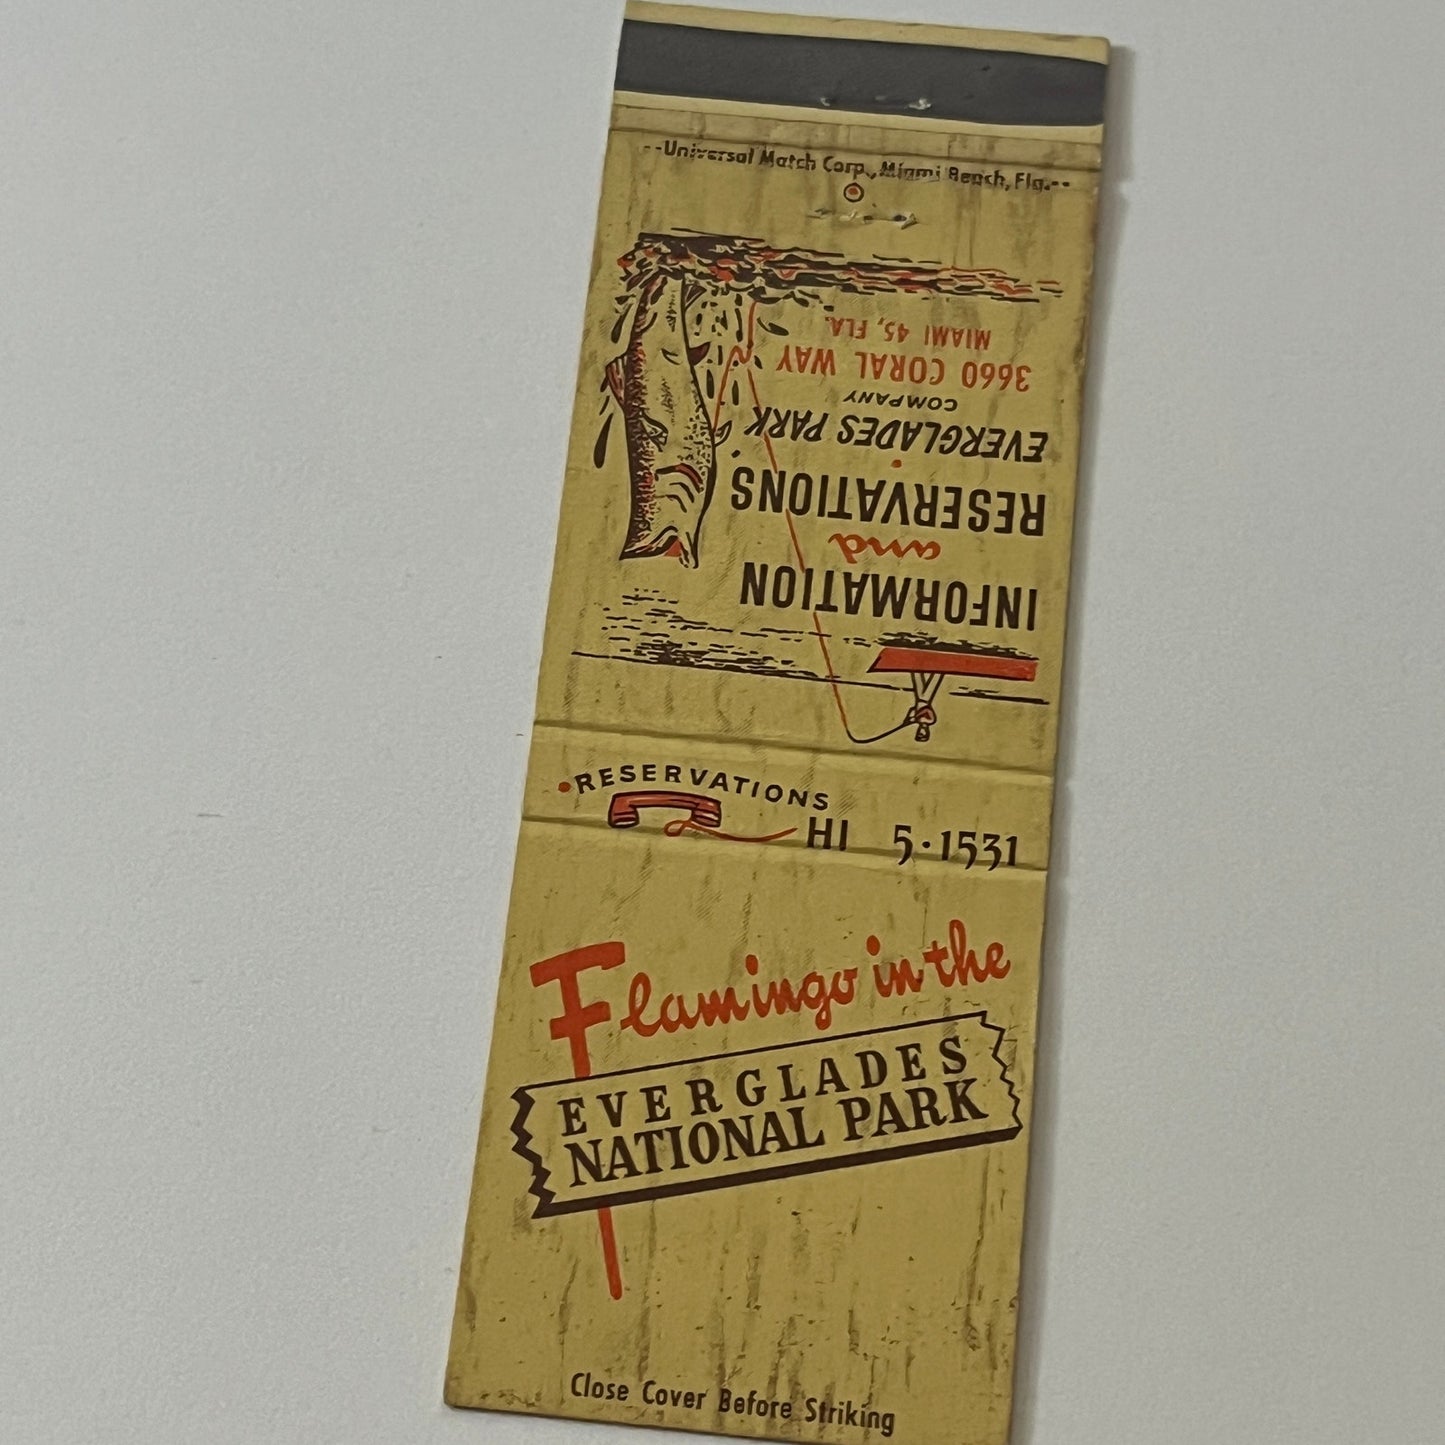 --Universal Match Corp., Miami Beach, Fla.--
INFORMATION
and
RESERVATIONS
EVERGLADES PARK
COMPANY
3660 CORAL WAY
MIAMI 45, FLA.
•RESERVATIONS
HI 5·1531
Flamingo in the
EVERGLADES
NATIONAL PARK
Close Cover Before Striking